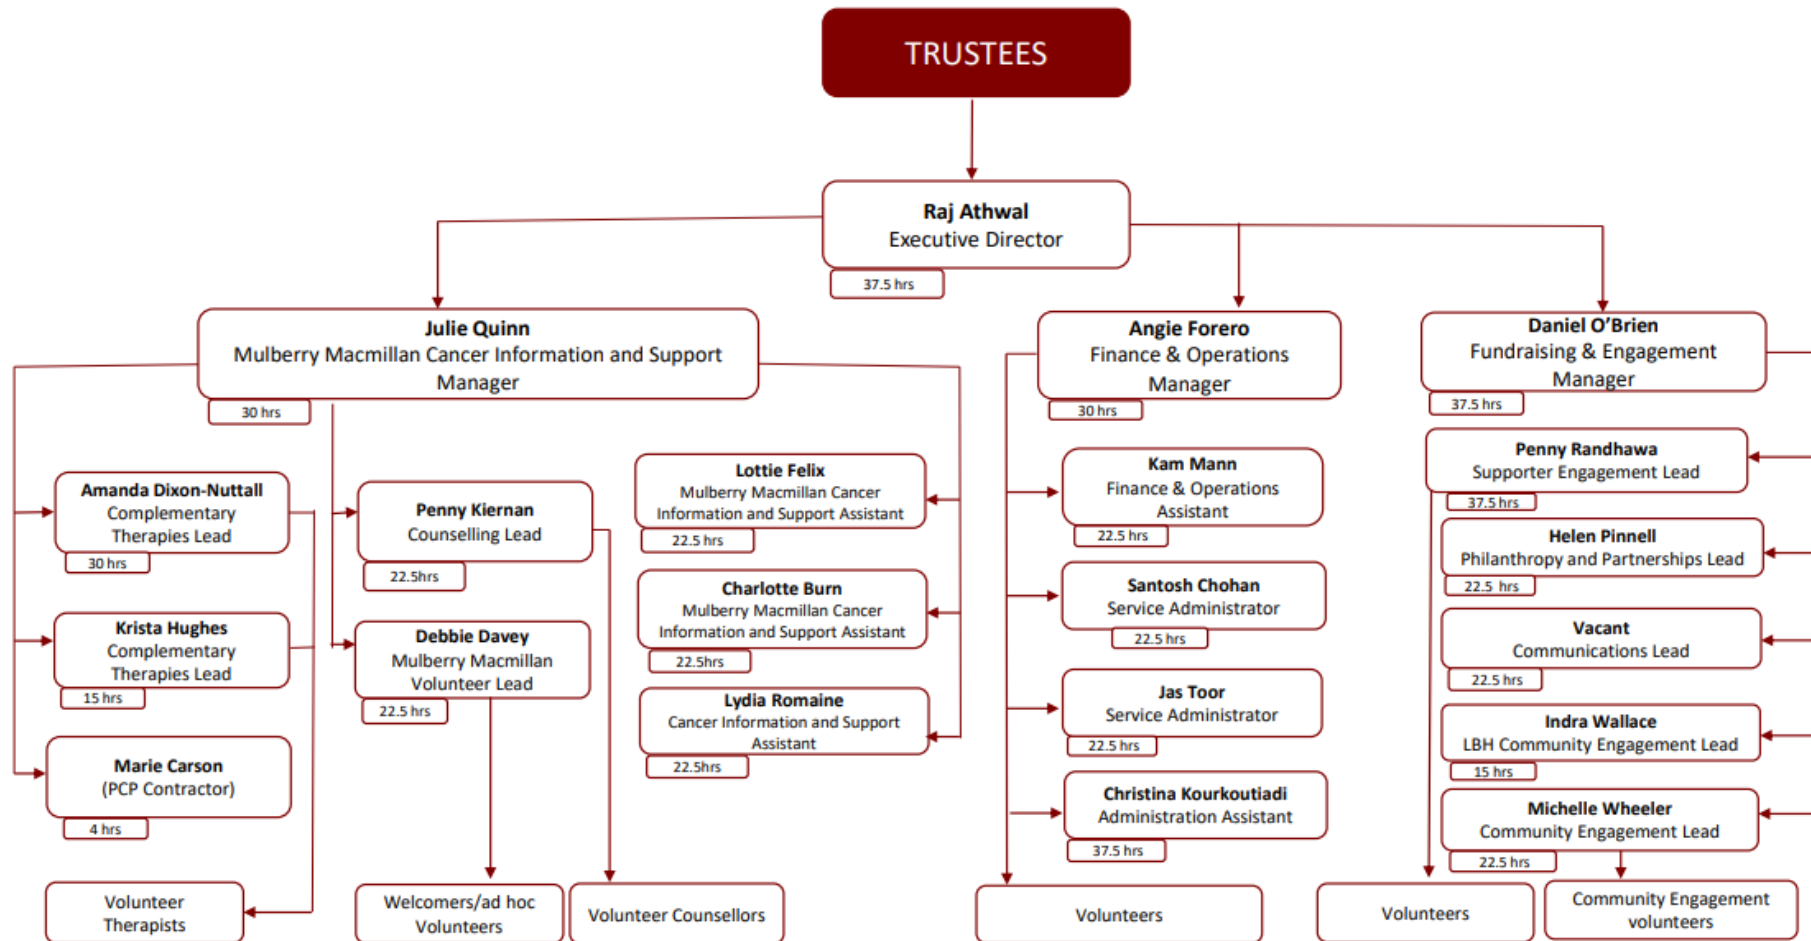 TRUSTEES
Raj Athwal
Executive Director
37.5 hrs
Julie Quinn
Mulberry Macmillan Cancer Information and Support
Manager
30 hrs
Amanda Dixon-Nuttall
Complementary
Therapies Lead
30 hrs
Krista Hughes
Complementary
Therapies Lead
15 hrs
Marie Carson
(PCP Contractor)
4 hrs
Volunteer
Therapists
Penny Kiernan
Counselling Lead
22.5hrs
Debbie Davey
Mulberry Macmillan
Volunteer Lead
22.5 hrs
Welcomers/ad hoc
Volunteers
Volunteer Counsellors
Lottie Felix
Mulberry Macmillan Cancer
Information and Support Assistant
22.5 hrs
Charlotte Burn
Mulberry Macmillan Cancer
Information and Support Assistant
22.5hrs
Lydia Romaine
Cancer Information and Support
Assistant
22.5hrs
Angie Forero
Finance & Operations
Manager
30 hrs
Kam Mann
Finance & Operations
Assistant
22.5 hrs
Santosh Chohan
Service Administrator
22.5 hrs
Jas Toor
Service Administrator
22.5 hrs
Christina Kourkoutiadi
Administration Assistant
37.5 hrs
Volunteers
Daniel O’Brien
Fundraising & Engagement
Manager
37.5 hrs
Penny Randhawa
Supporter Engagement Lead
37.5 hrs
Helen Pinnell
Philanthropy and Partnerships Lead
22.5 hrs
Vacant
Communications Lead
22.5 hrs
Indra Wallace
LBH Community Engagement Lead
15 hrs
Michelle Wheeler
Community Engagement Lead
22.5 hrs
Volunteers
Community Engagement
volunteers